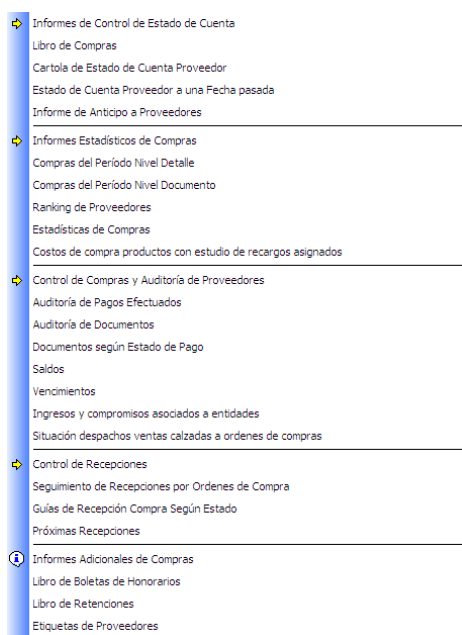 Informes de Control de Estado de Cuenta
Libro de Compras
Cartola de Estado de Cuenta Proveedor
Estado de Cuenta Proveedor a una Fecha pasada
Informe de Anticipo a Proveedores
Informes Estadísticos de Compras
Compras del Período Nivel Detalle
Compras del Período Nivel Documento
Ranking de Proveedores
Estadísticas de Compras
Costos de compra productos con estudio de recargos asignados
Control de Compras y Auditoría de Proveedores
Auditoría de Pagos Efectuados
Auditoría de Documentos
Documentos según Estado de Pago
Saldos
Vencimientos
Ingresos y compromisos asociados a entidades
Situación despachos ventas calzadas a ordenes de compras
Control de Recepciones
Seguimiento de Recepciones por Ordenes de Compra
Guías de Recepción Compra Según Estado
Próximas Recepciones
Informes Adicionales de Compras
Libro de Boletas de Honorarios
Libro de Retenciones
Etiquetas de Proveedores